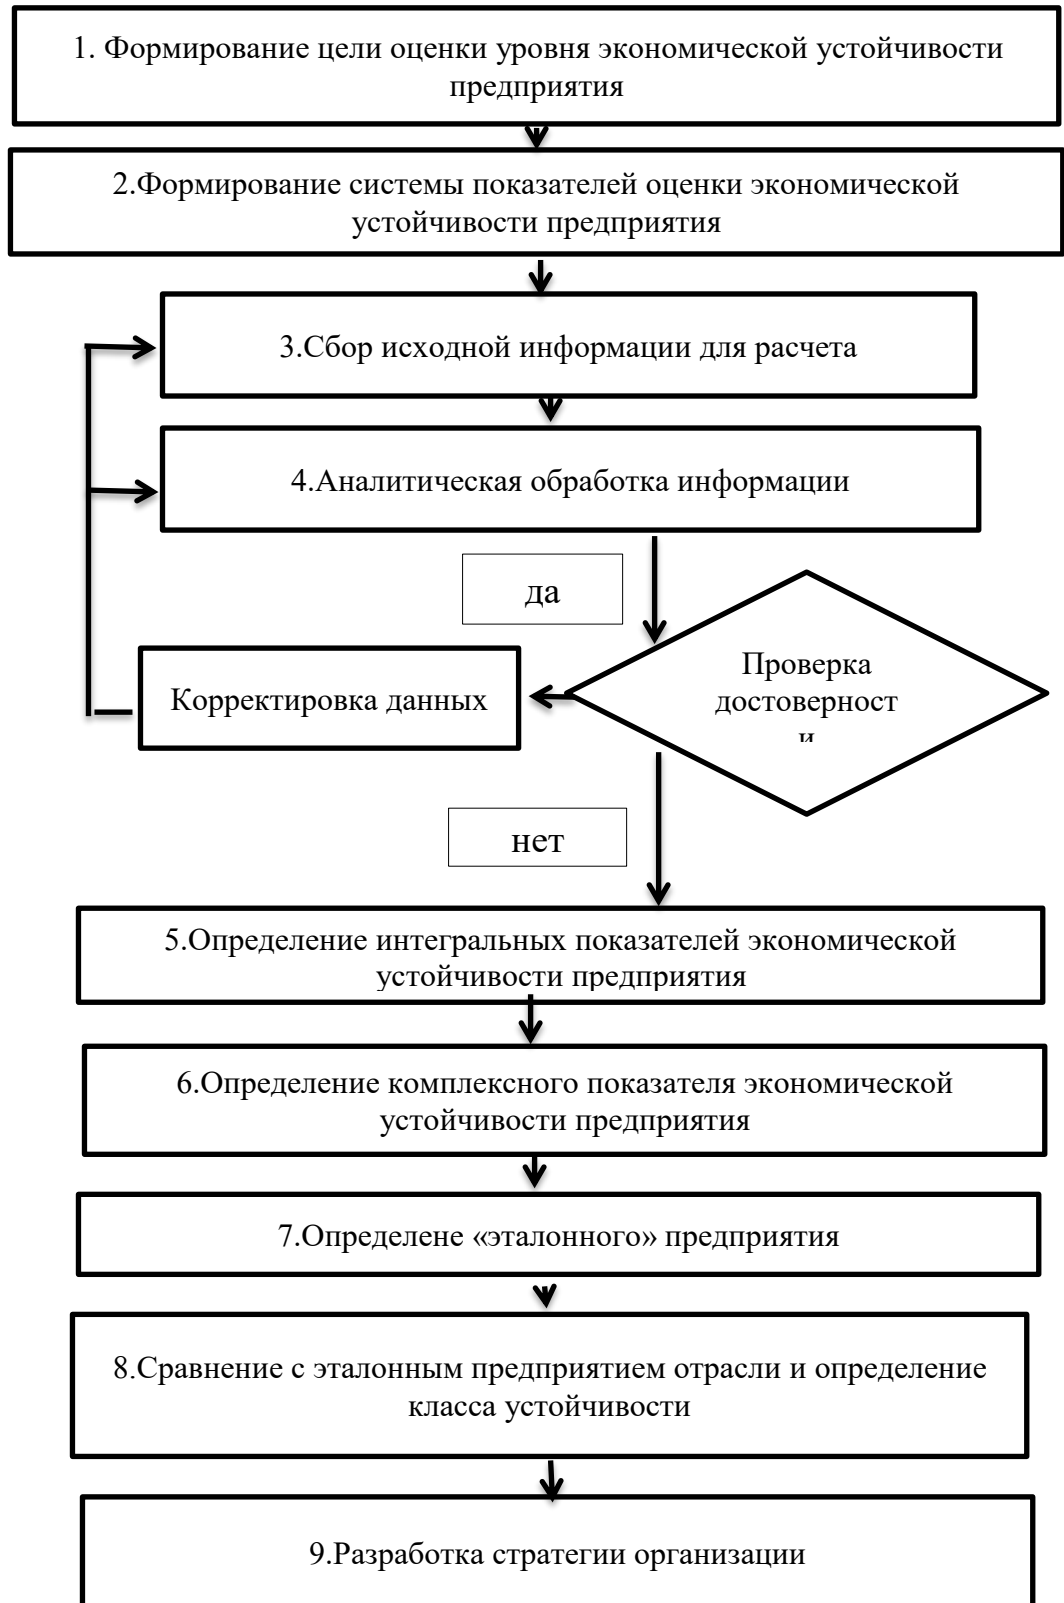 1. Формирование цели оценки уровня экономической устойчивости
предприятия
2.Формирование системы показателей оценки экономической
устойчивости предприятия
3.Сбор исходной информации для расчета
4.Аналитическая обработка информации
да
Проверка
достоверност
и
Корректировка данных
нет
5.Определение интегральных показателей экономической
устойчивости предприятия
6.Определение комплексного показателя экономической
устойчивости предприятия
7.Определене «эталонного» предприятия
8.Сравнение с эталонным предприятием отрасли и определение
класса устойчивости
9.Разработка стратегии организации